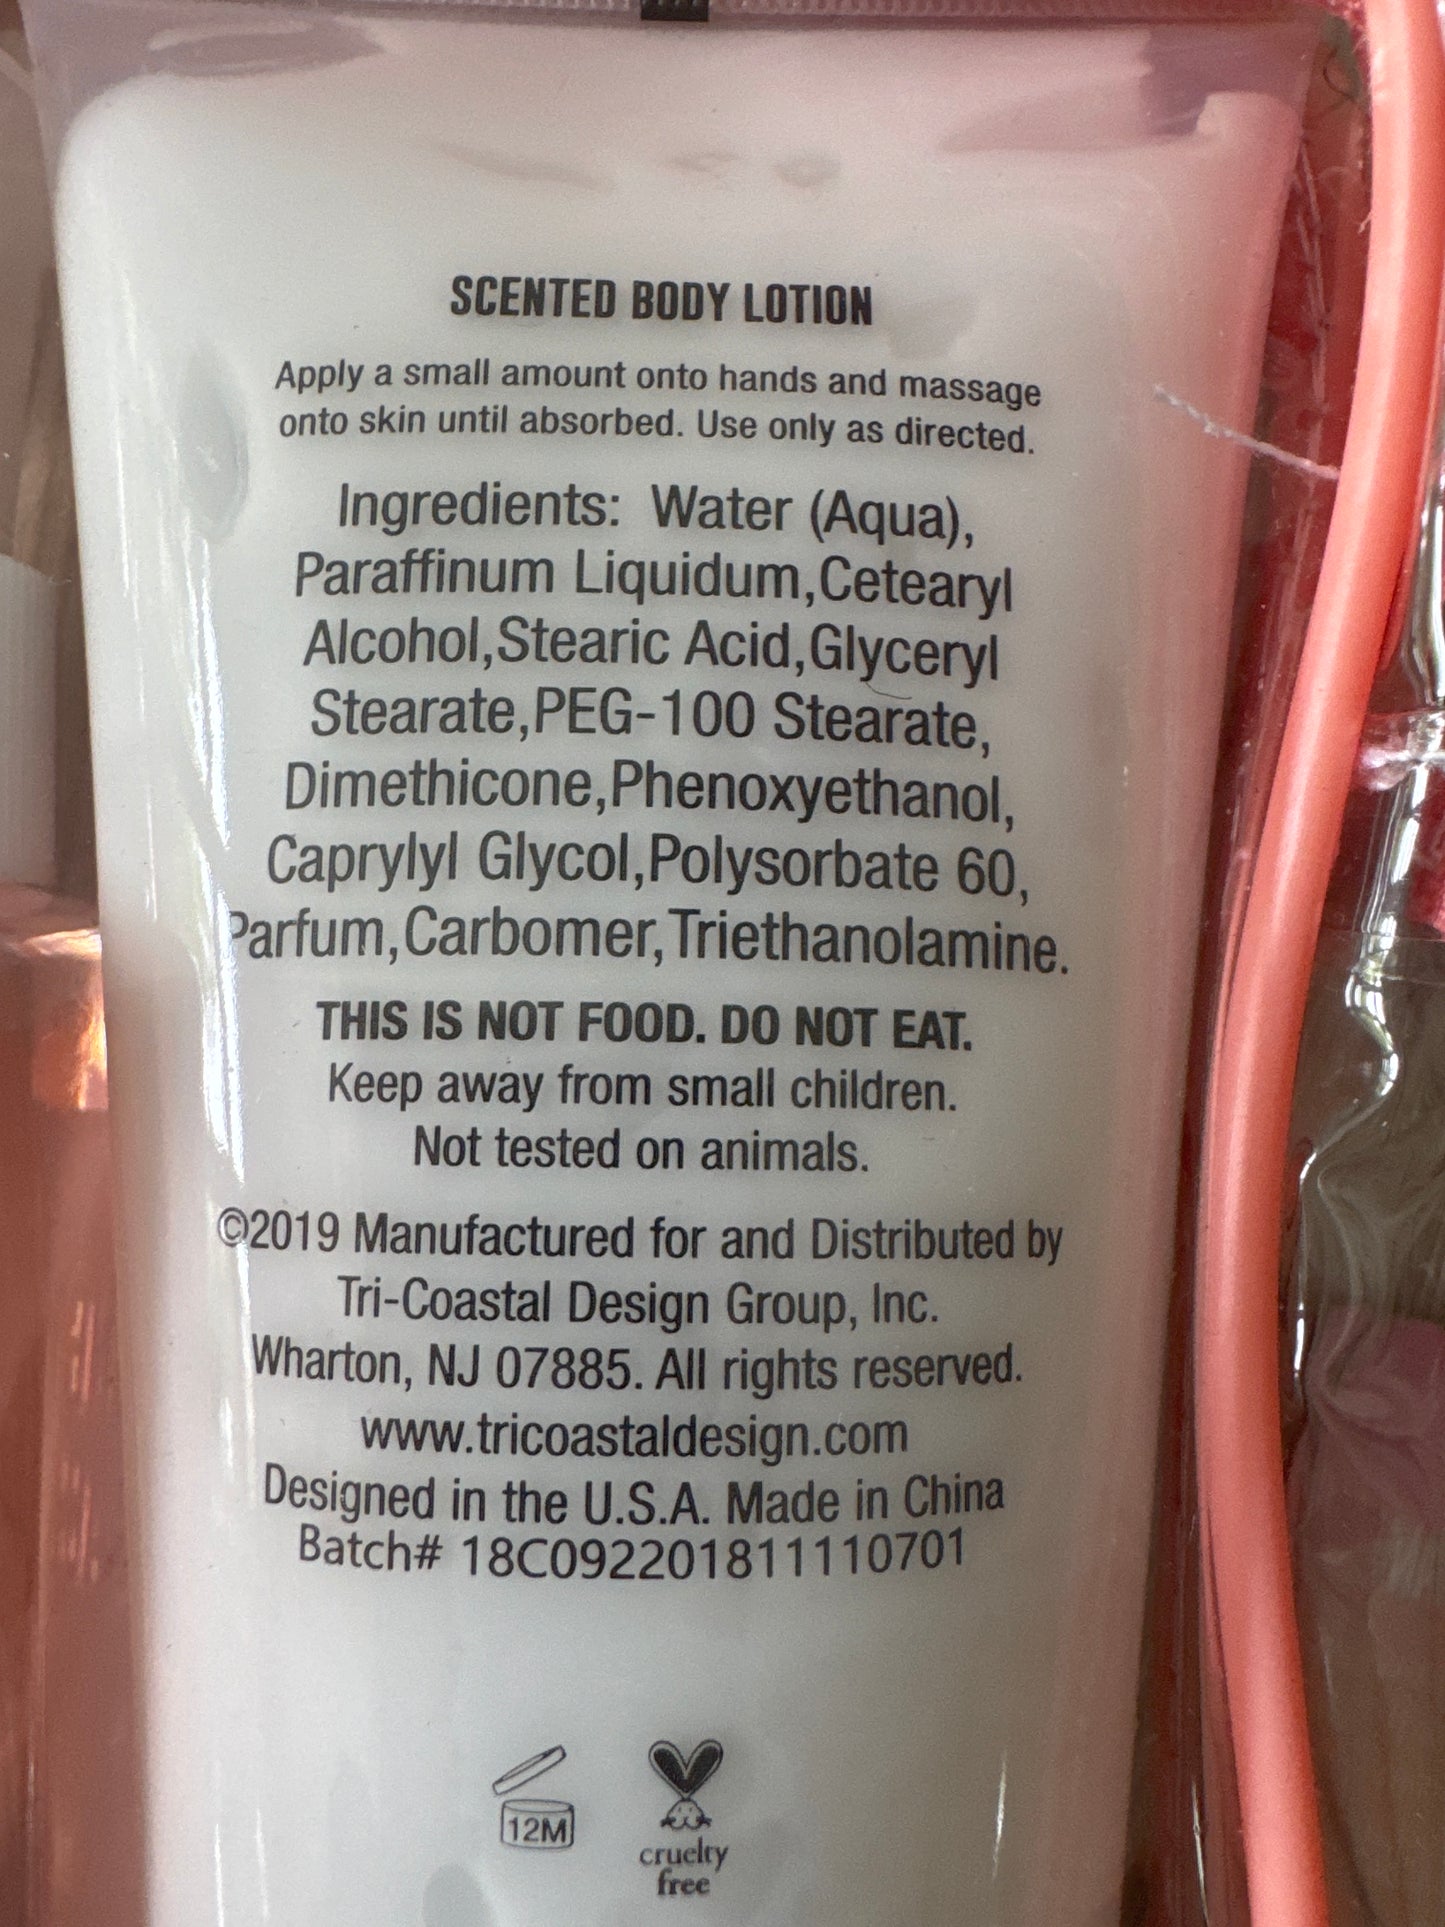 SCENTED BODY LOTION
Apply a small amount onto hands and massage
onto skin until absorbed. Use only as directed.
Ingredients: Water (Aqua),
Paraffinum Liquidum,Cetearyl
Alcohol,Stearic Acid,Glyceryl
Stearate,PEG-100 Stearate,
Dimethicone,Phenoxyethanol,
Caprylyl Glycol,Polysorbate 60,
Parfum,Carbomer,Triethanolamine.
THIS IS NOT FOOD. DO NOT EAT.
Keep away from small children.
Not tested on animals.
©2019 Manufactured for and Distributed by
Tri-Coastal Design Group, Inc.
Wharton, NJ 07885. All rights reserved.
www.tricoastaldesign.com
Designed in the U.S.A. Made in China
Batch# 18C092201811110701
12M
cruelty
free